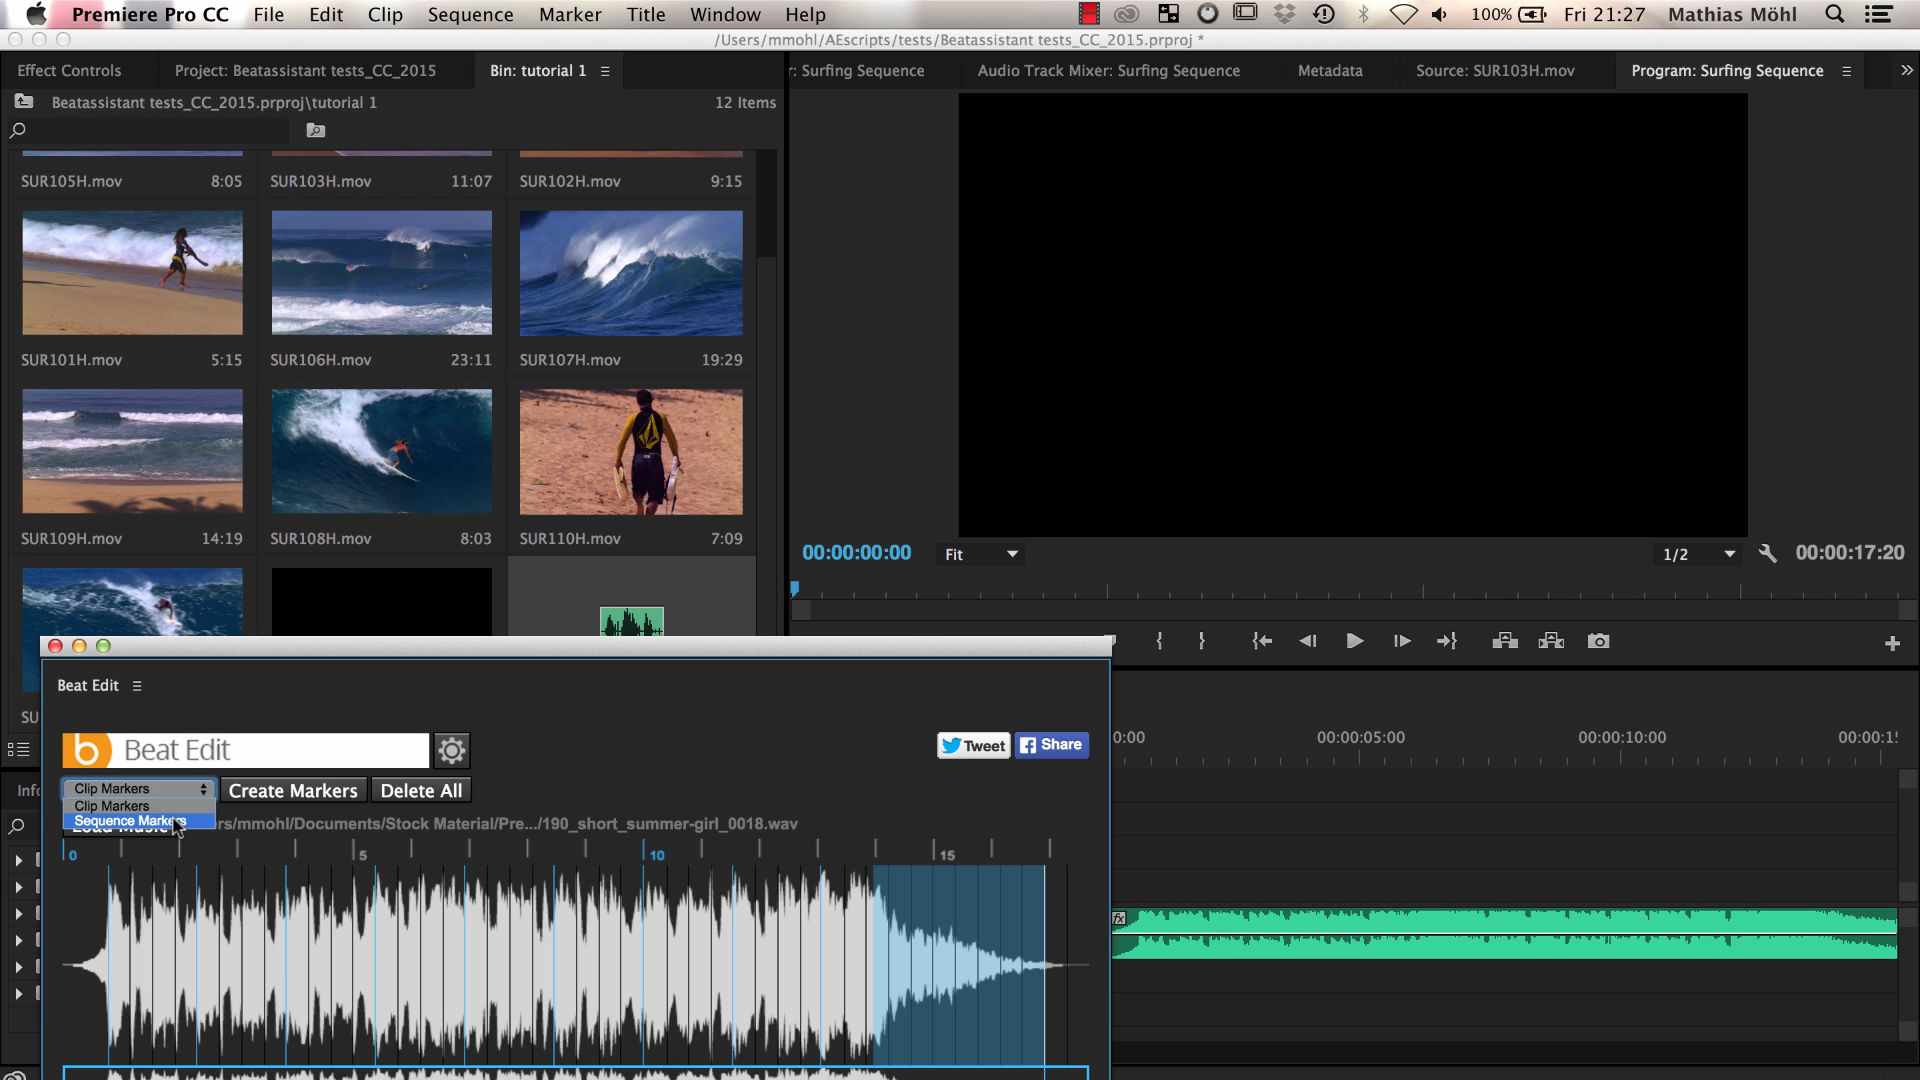 Premiere Pro CC File Edit Clip Sequence Marker Title Window Help 100% Fri 21:27 Mathias Möhl
/Users/mmohl/AEscripts/tests/Beatassistant tests_CC_2015.prproj *
Effect Controls Project: Beatassistant tests_CC_2015 Bin: tutorial 1 r: Surfing Sequence Audio Track Mixer: Surfing Sequence Metadata Source: SUR103H.mov Program: Surfing Sequence
Beatassistant tests_CC_2015.prproj\tutorial 1 12 Items
SUR105H.mov 8:05 SUR103H.mov 11:07 SUR102H.mov 9:15
SUR101H.mov 5:15 SUR106H.mov 23:11 SUR107H.mov 19:29
SUR109H.mov 14:19 SUR108H.mov 8:03 SUR110H.mov 7:09
00:00:00:00 Fit 1/2 00:00:17:20
Beat Edit
SU
b Beat Edit Tweet f Share
0:00 00:00:05:00 00:00:10:00 00:00:1
Clip Markers Create Markers Delete All
Clip Markers
Sequence Markers
rs/mmohl/Documents/Stock Material/Pre.../190_short_summer-girl_0018.wav
0 5 10 15
fx